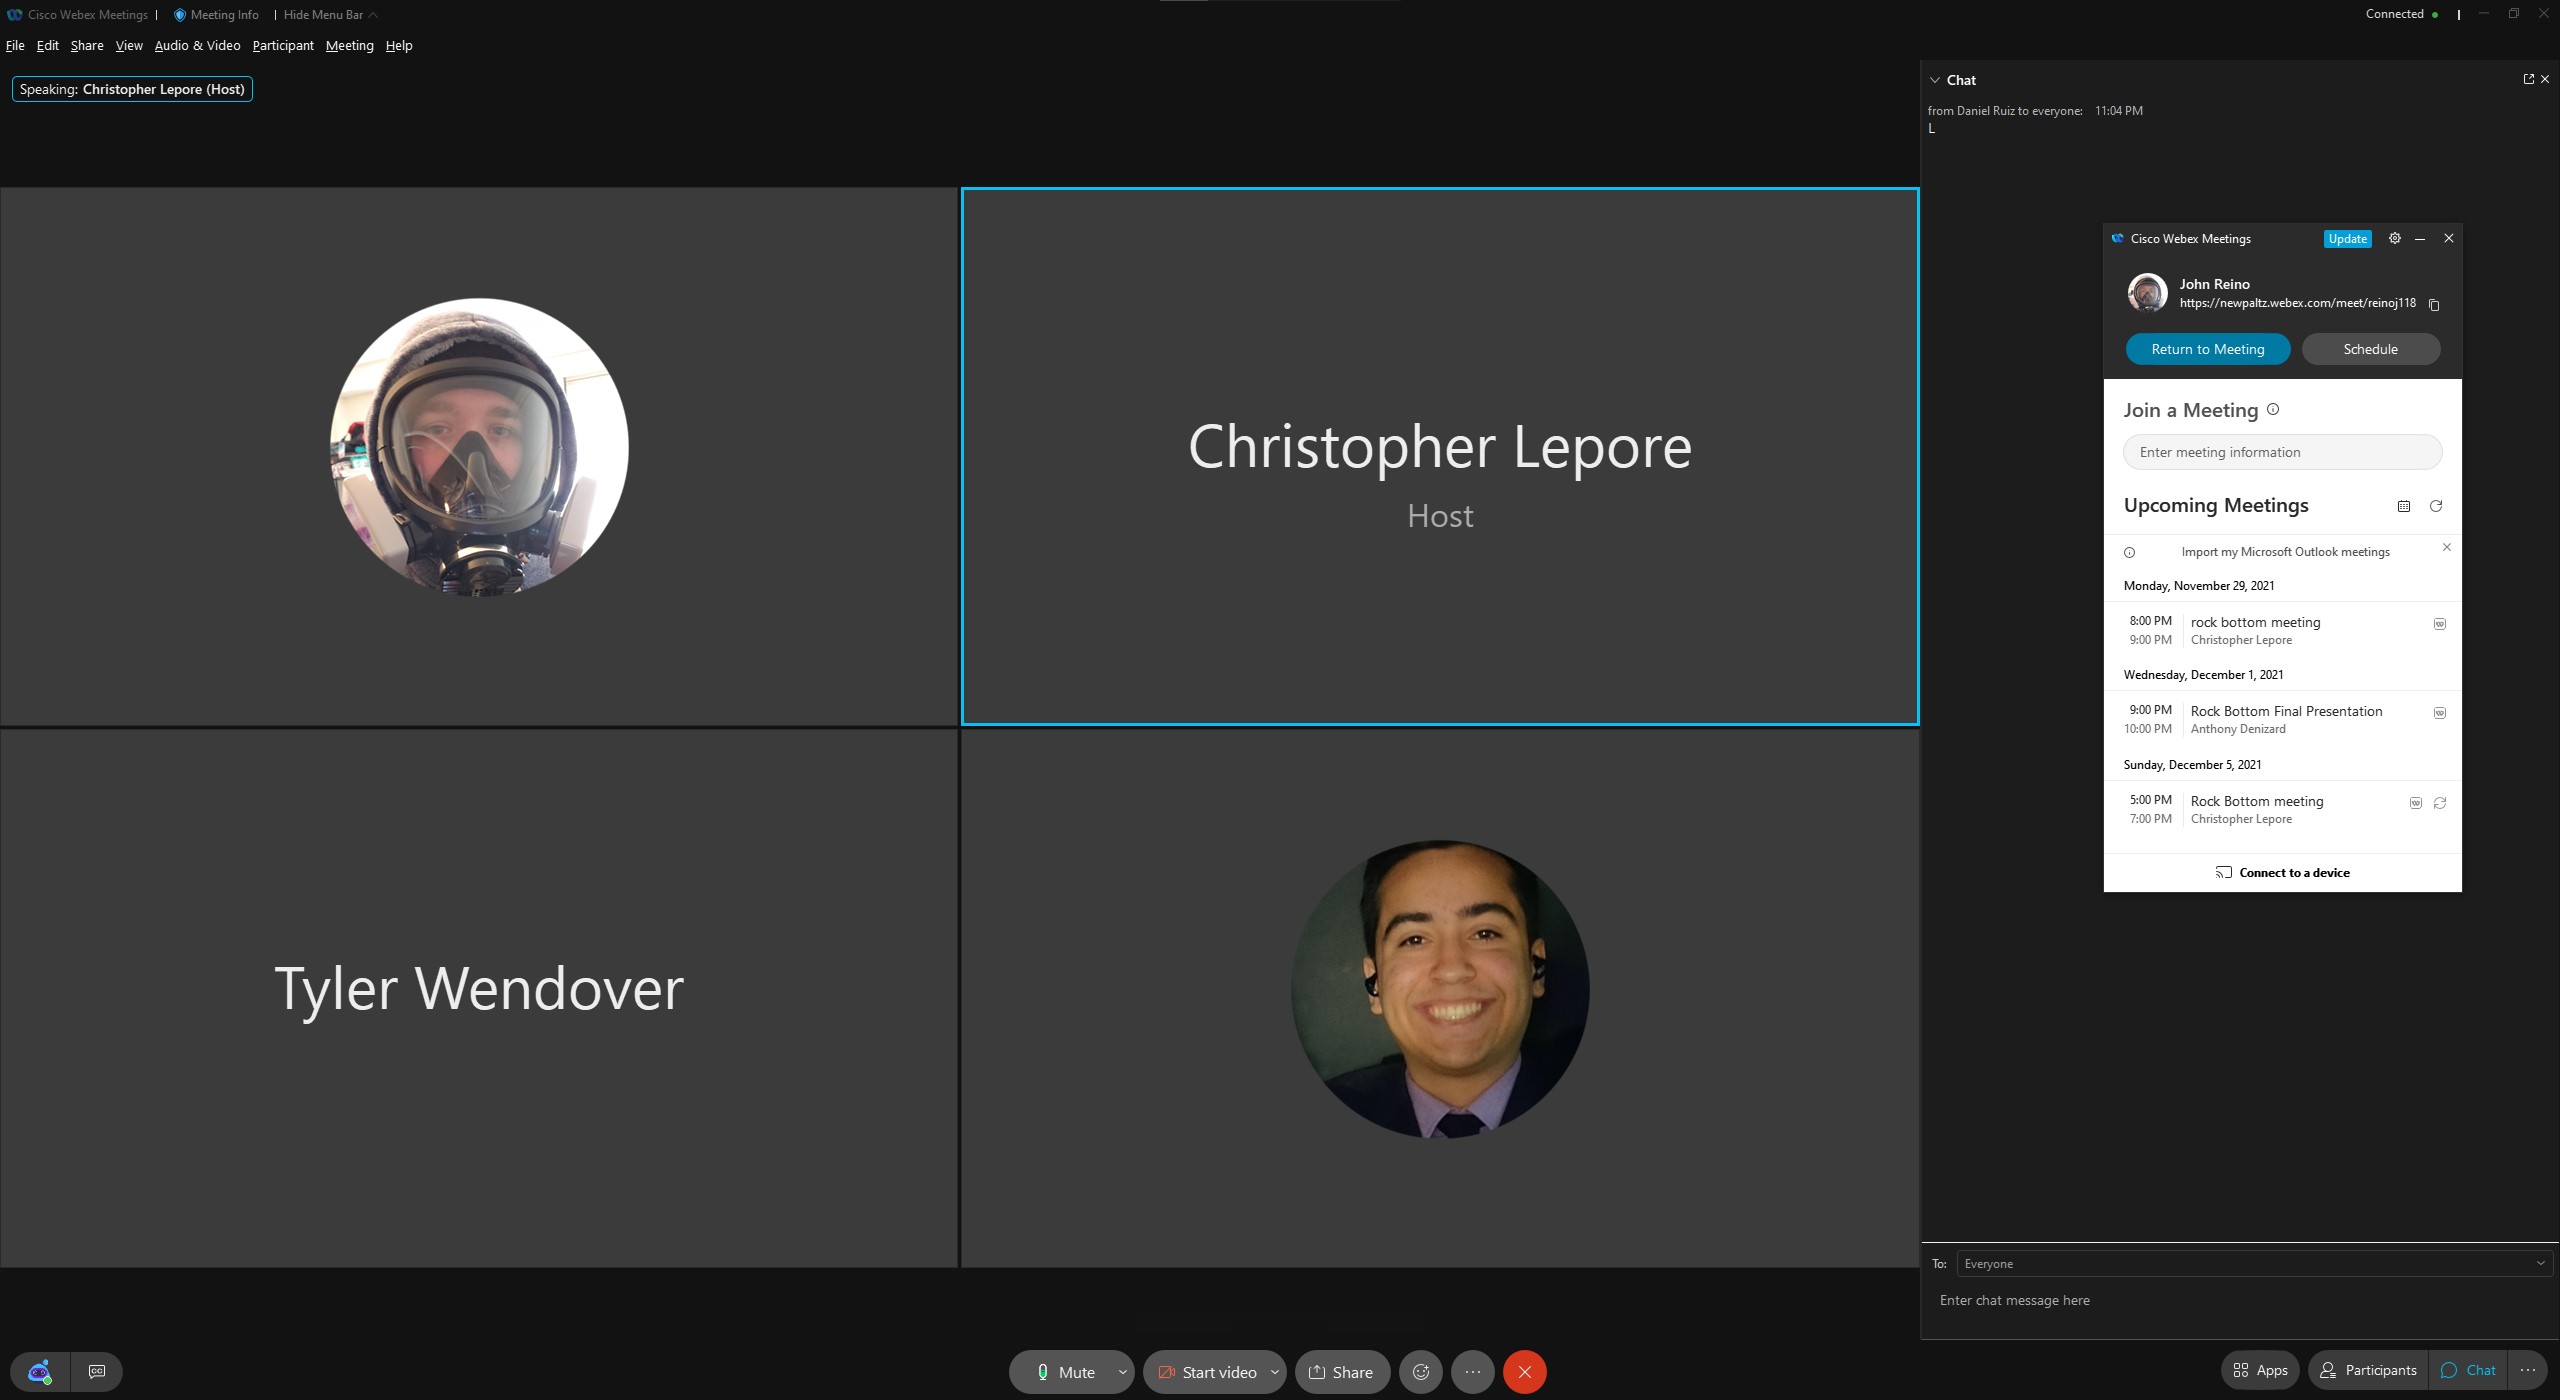 Cisco Webex Meetings | Meeting Info | Hide Menu Bar
Connected
File Edit Share View Audio & Video Participant Meeting Help
Speaking: Christopher Lepore (Host)
Christopher Lepore
Host
Tyler Wendover
Chat
from Daniel Ruiz to everyone: 11:04 PM
L
Cisco Webex Meetings Update
John Reino
https://newpaltz.webex.com/meet/reinoj118
Return to Meeting Schedule
Join a Meeting
Enter meeting information
Upcoming Meetings
Import my Microsoft Outlook meetings
Monday, November 29, 2021
8:00 PM rock bottom meeting
9:00 PM Christopher Lepore
Wednesday, December 1, 2021
9:00 PM Rock Bottom Final Presentation
10:00 PM Anthony Denizard
Sunday, December 5, 2021
5:00 PM Rock Bottom meeting
7:00 PM Christopher Lepore
Connect to a device
To: Everyone
Enter chat message here
CC
Mute Start video Share
Apps Participants Chat